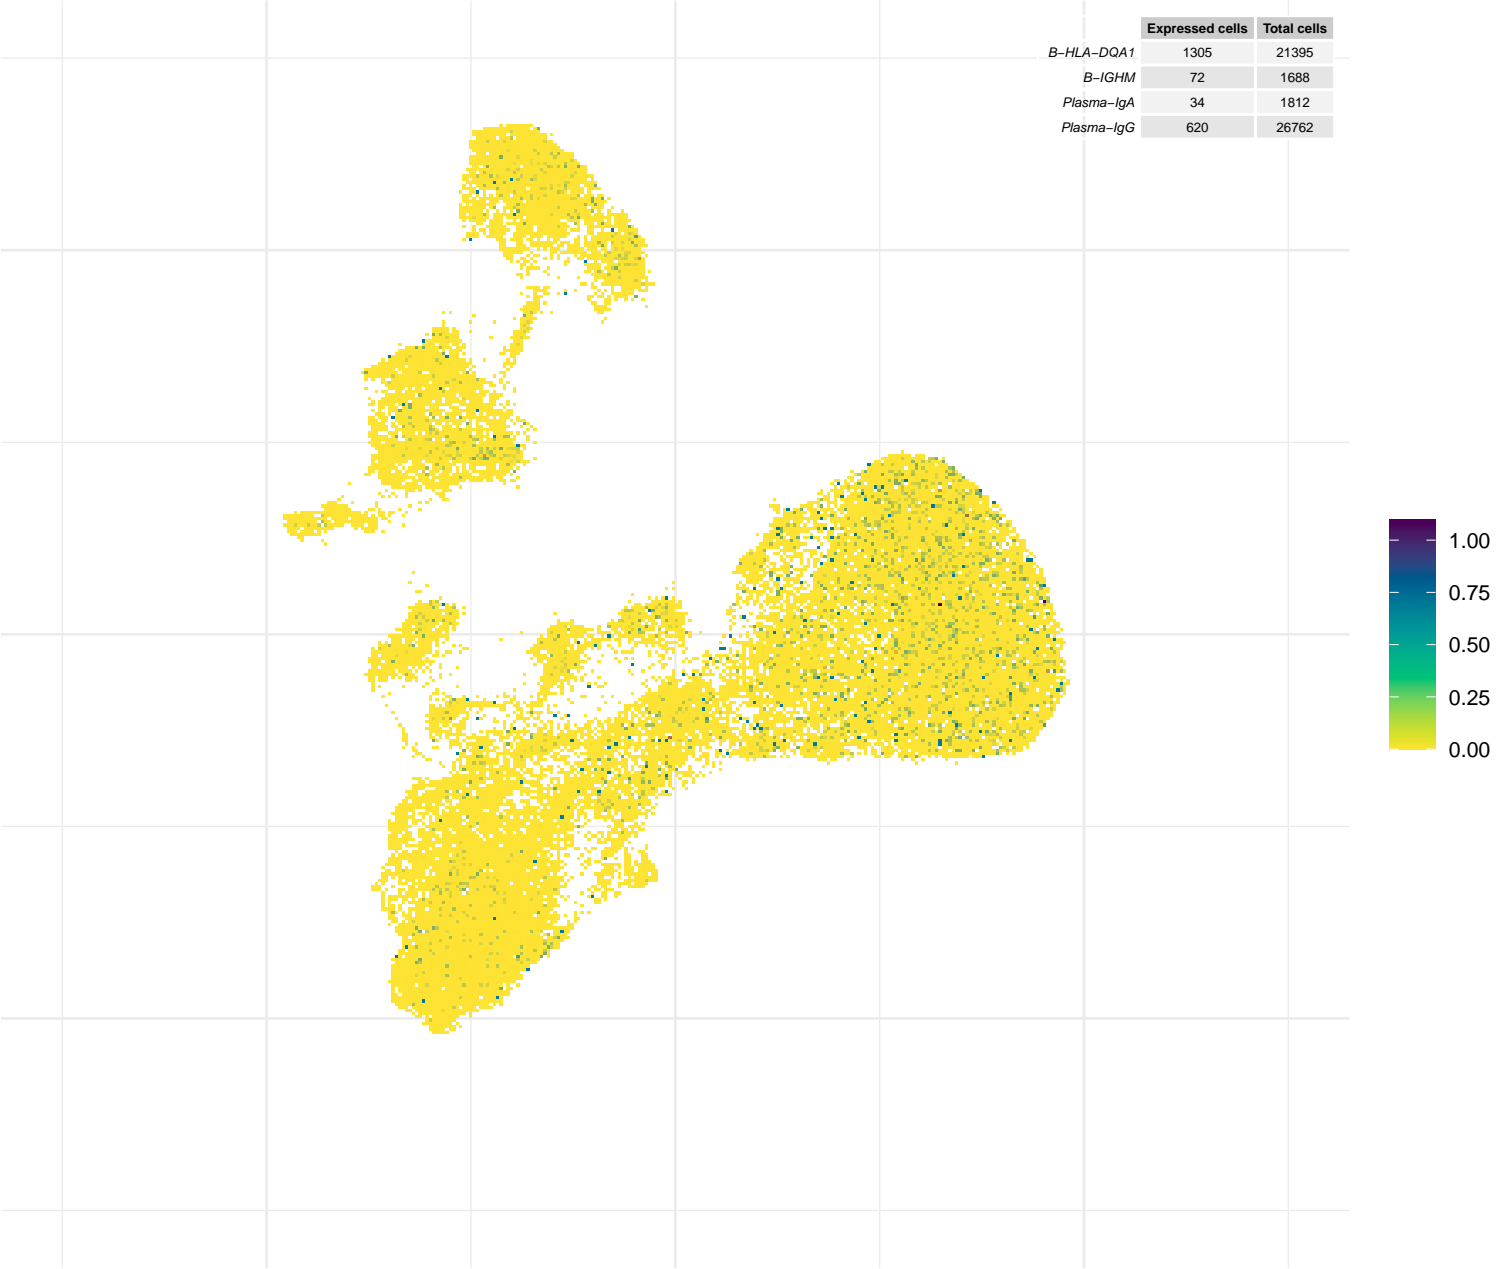 Expressed cells Total cells
B−HLA−DQA1 1305 21395
B−IGHM 72 1688
Plasma−IgA 34 1812
Plasma−IgG 620 26762
1.00
0.75
0.50
0.25
0.00